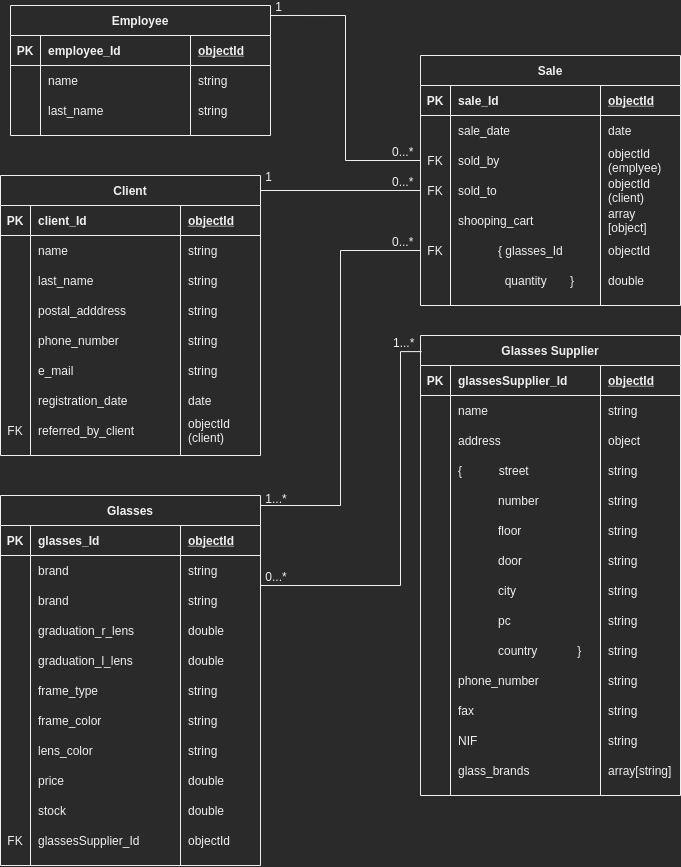 Employee
PK employee_Id objectId
name string
last_name string
1
0...*
Client
PK client_Id objectId
name string
last_name string
postal_adddress string
phone_number string
e_mail string
registration_date date
FK referred_by_client objectId
(client)
1
0...*
Sale
PK sale_Id objectId
sale_date date
FK sold_by objectId
(emplyee)
FK sold_to objectId
(client)
shooping_cart array
[object]
FK { glasses_Id objectId
quantity } double
0...*
1...*
Glasses
PK glasses_Id objectId
brand string
brand string
graduation_r_lens double
graduation_l_lens double
frame_type string
frame_color string
lens_color string
price double
stock double
FK glassesSupplier_Id objectId
0...*
1...*
Glasses Supplier
PK glassesSupplier_Id objectId
name string
address object
{ street string
number string
floor string
door string
city string
pc string
country } string
phone_number string
fax string
NIF string
glass_brands array[string]